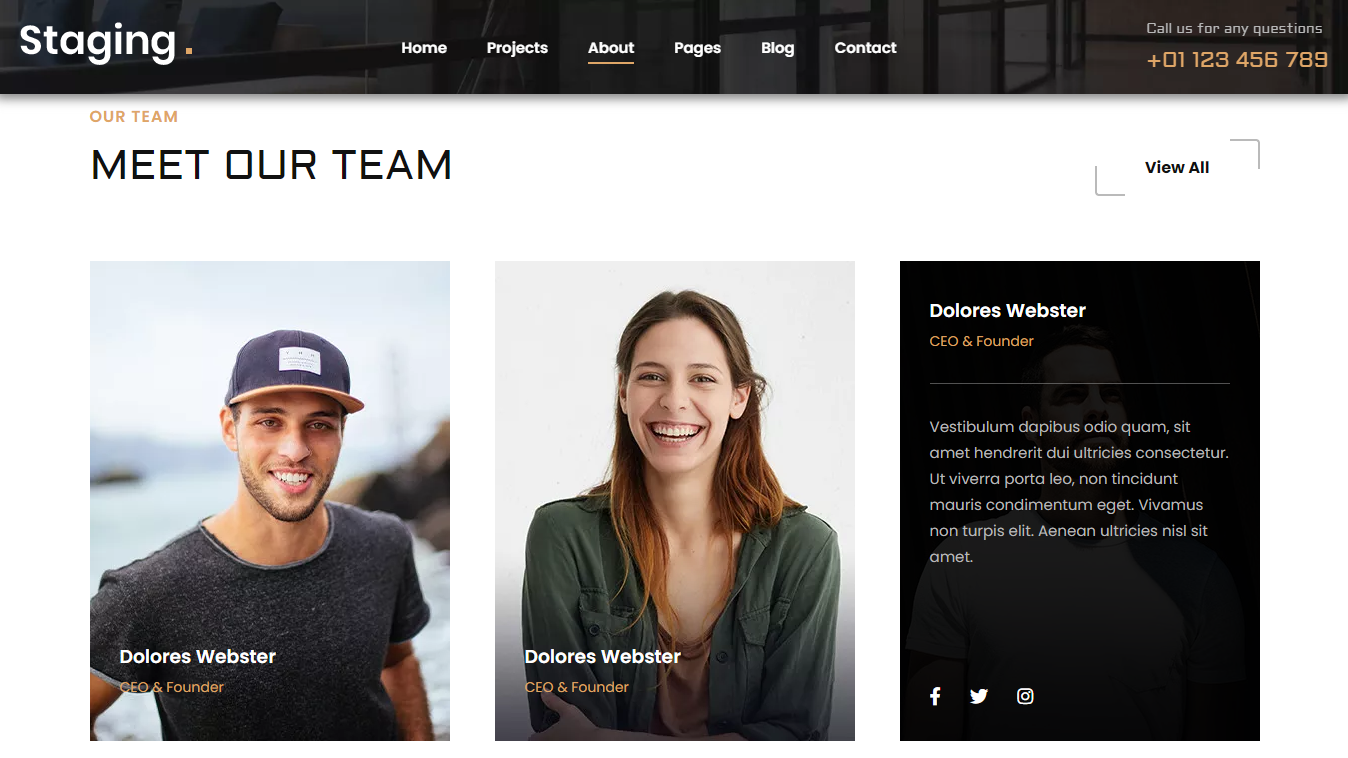 Staging.
Home Projects About Pages Blog Contact
Call us for any questions
+01 123 456 789
OUR TEAM
MEET OUR TEAM
View All
Dolores Webster
CEO & Founder
Dolores Webster
CEO & Founder
Dolores Webster
CEO & Founder
Vestibulum dapibus odio quam, sit
amet hendrerit dui ultricies consectetur.
Ut viverra porta leo, non tincidunt
mauris condimentum eget. Vivamus
non turpis elit. Aenean ultricies nisl sit
amet.